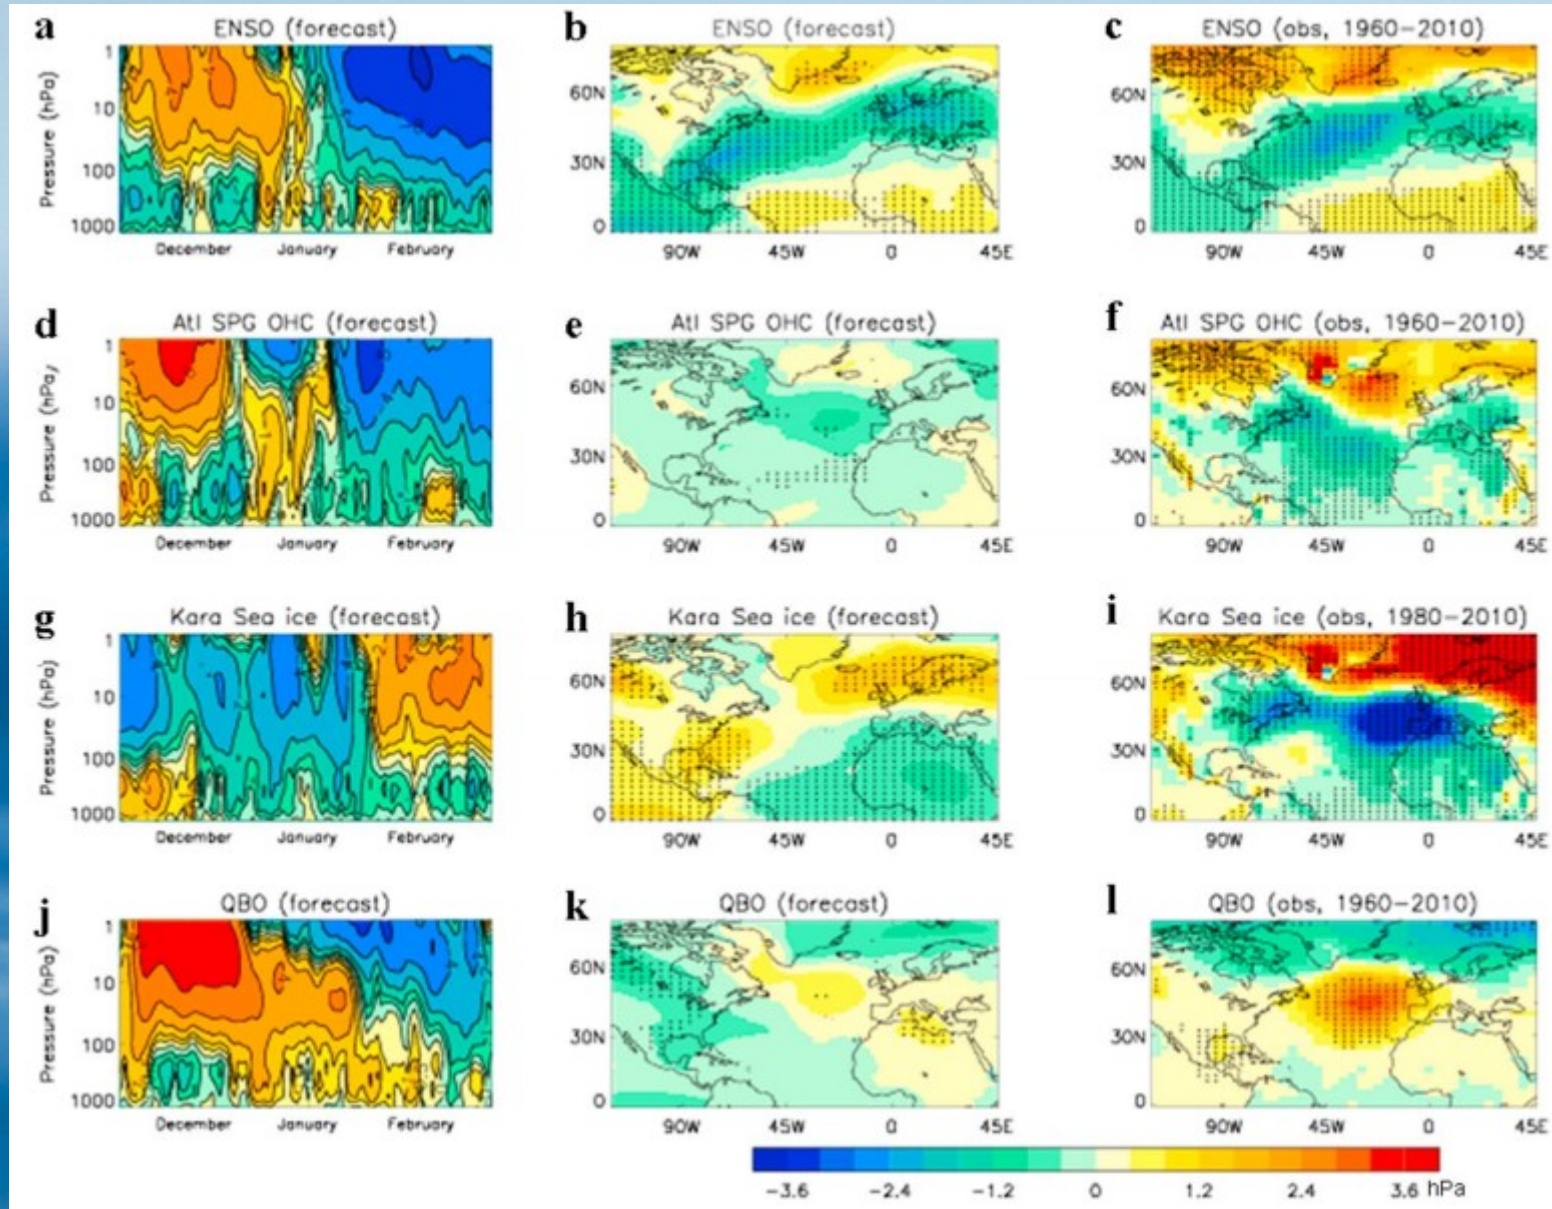 a ENSO (forecast)
b ENSO (forecast)
c ENSO (obs, 1960-2010)
Pressure (hPa)
1
10
100
1000
December January February
60N
30N
0
90W 45W 0 45E
60N
30N
0
90W 45W 0 45E
d Atl SPG OHC (forecast)
e Atl SPG OHC (forecast)
f Atl SPG OHC (obs, 1960-2010)
Pressure (hPa)
1
10
100
1000
December January February
60N
30N
0
90W 45W 0 45E
60N
30N
0
90W 45W 0 45E
g Kara Sea ice (forecast)
h Kara Sea ice (forecast)
i Kara Sea ice (obs, 1980-2010)
Pressure (hPa)
1
10
100
1000
December January February
60N
30N
0
90W 45W 0 45E
60N
30N
0
90W 45W 0 45E
j QBO (forecast)
k QBO (forecast)
l QBO (obs, 1960-2010)
Pressure (hPa)
1
10
100
1000
December January February
60N
30N
0
90W 45W 0 45E
60N
30N
0
90W 45W 0 45E
-3.6 -2.4 -1.2 0 1.2 2.4 3.6 hPa